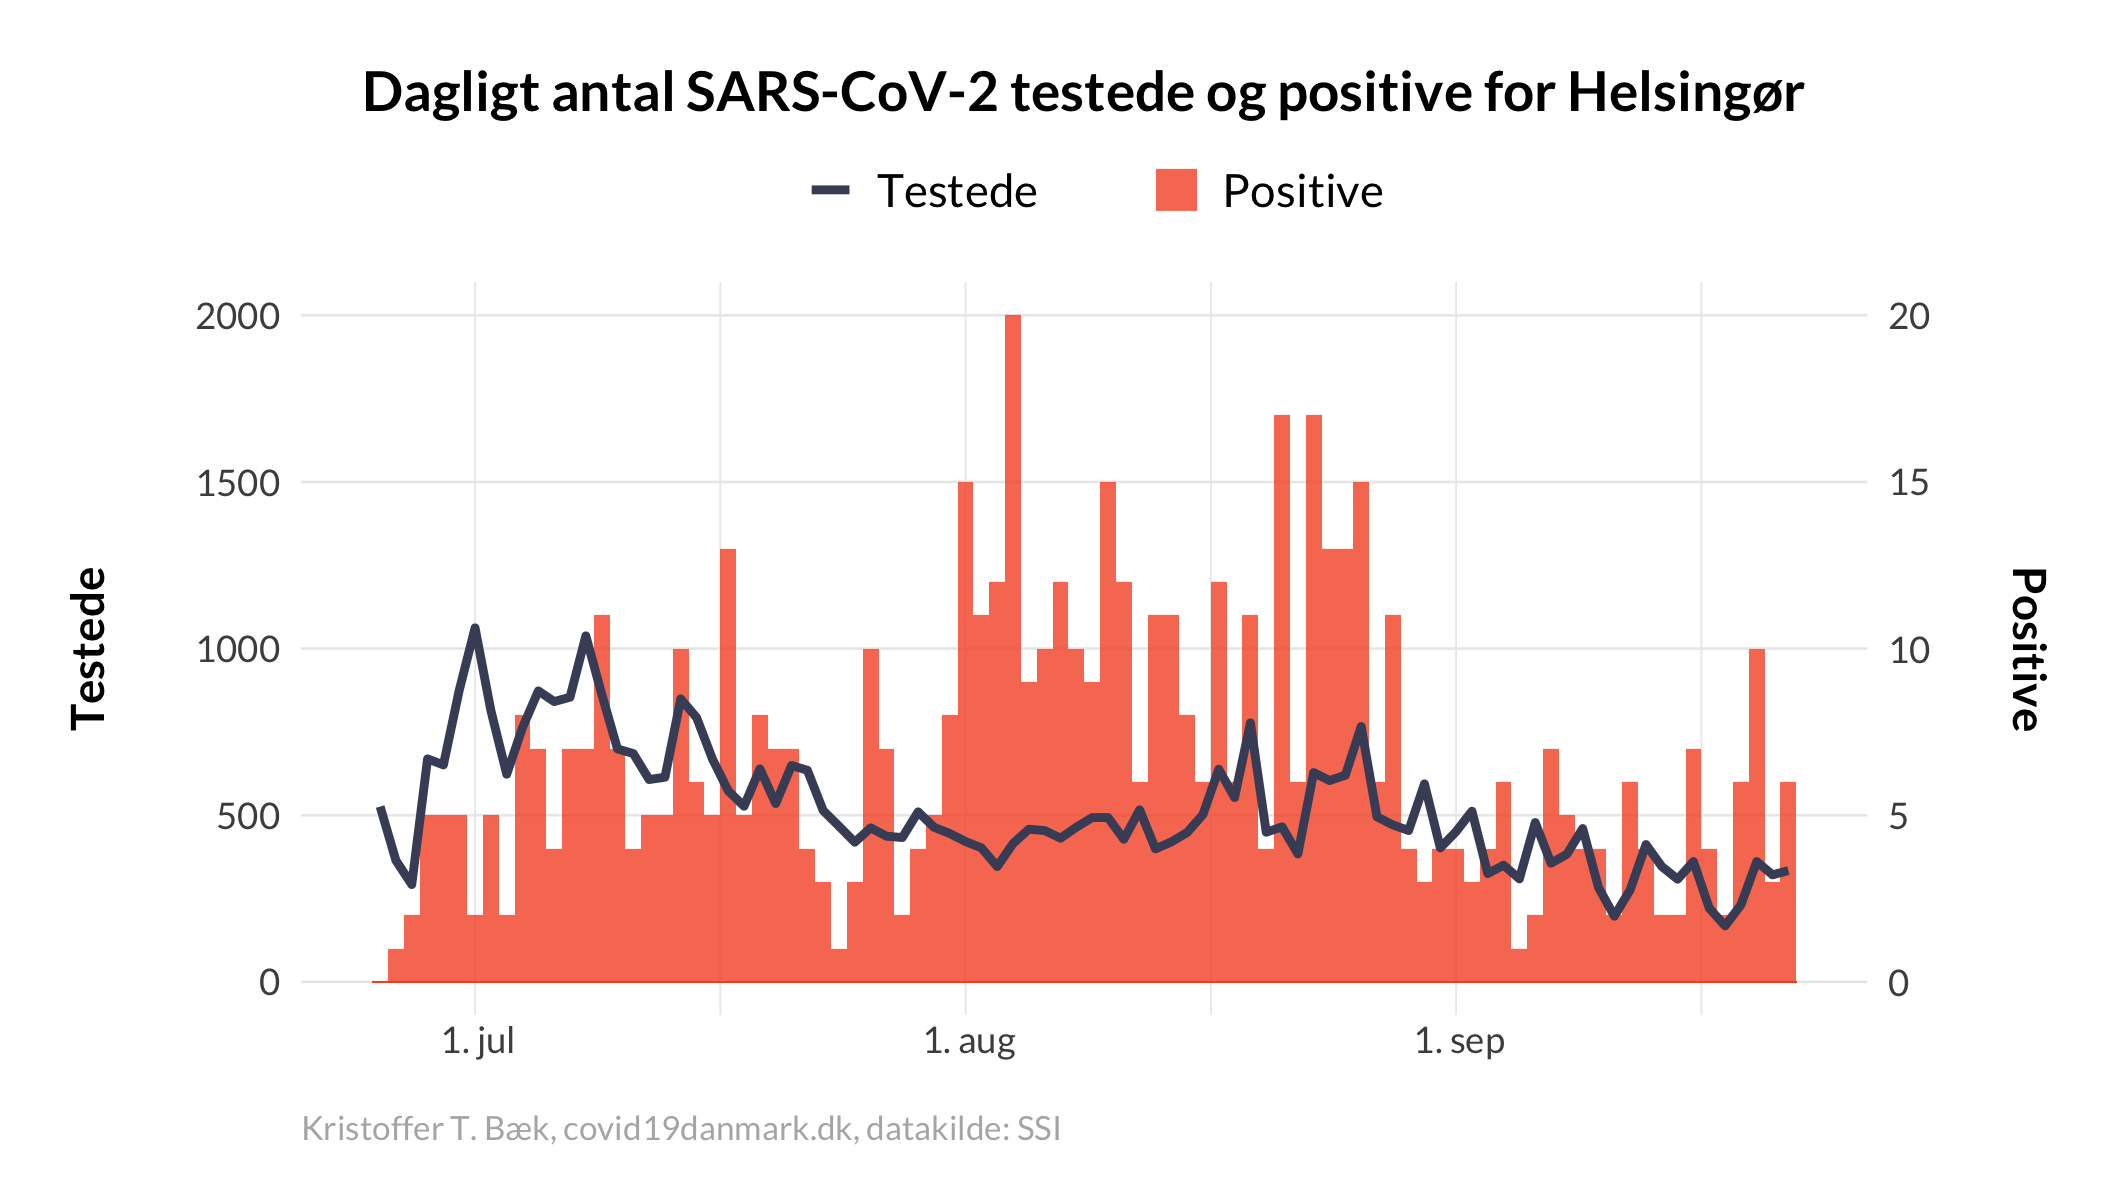 Dagligt antal SARS-CoV-2 testede og positive for Helsingør
Testede Positive
2000 20
1500 15
1000 10
500 5
0 0
Testede
Positive
1. jul 1. aug 1. sep
Kristoffer T. Bæk, covid19danmark.dk, datakilde: SSI